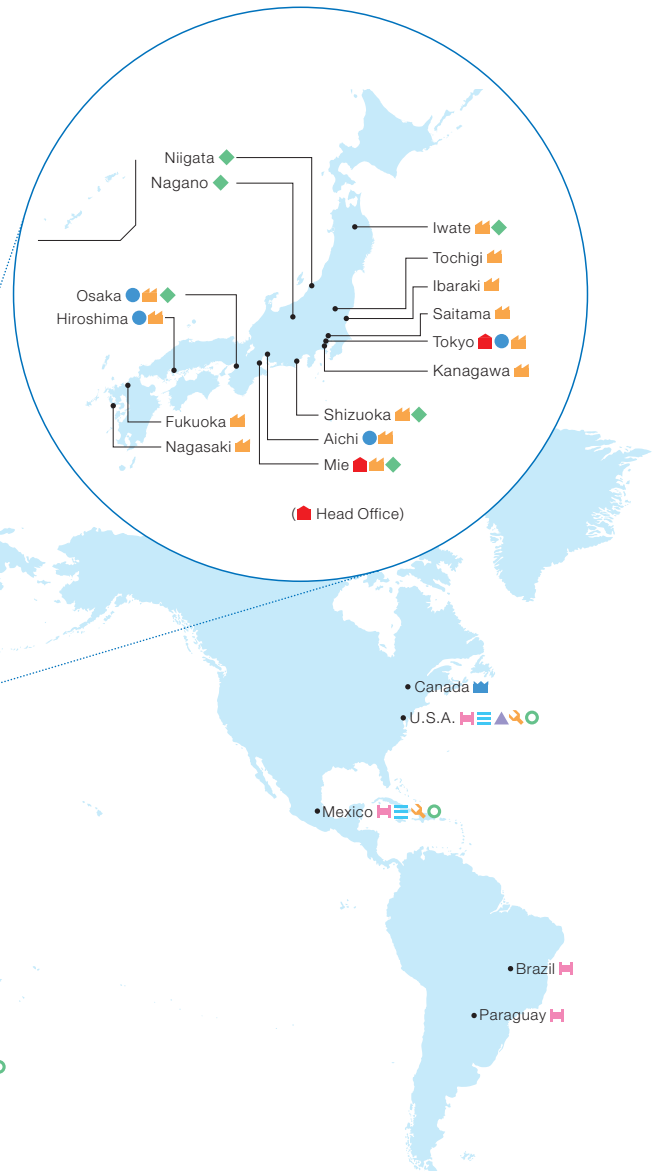 Niigata
Nagano
Iwate
Tochigi
Ibaraki
Osaka
Saitama
Hiroshima
Tokyo
Kanagawa
Shizuoka
Fukuoka
Aichi
Nagasaki
Mie
( Head Office)
Canada
U.S.A.
Mexico
Brazil
Paraguay